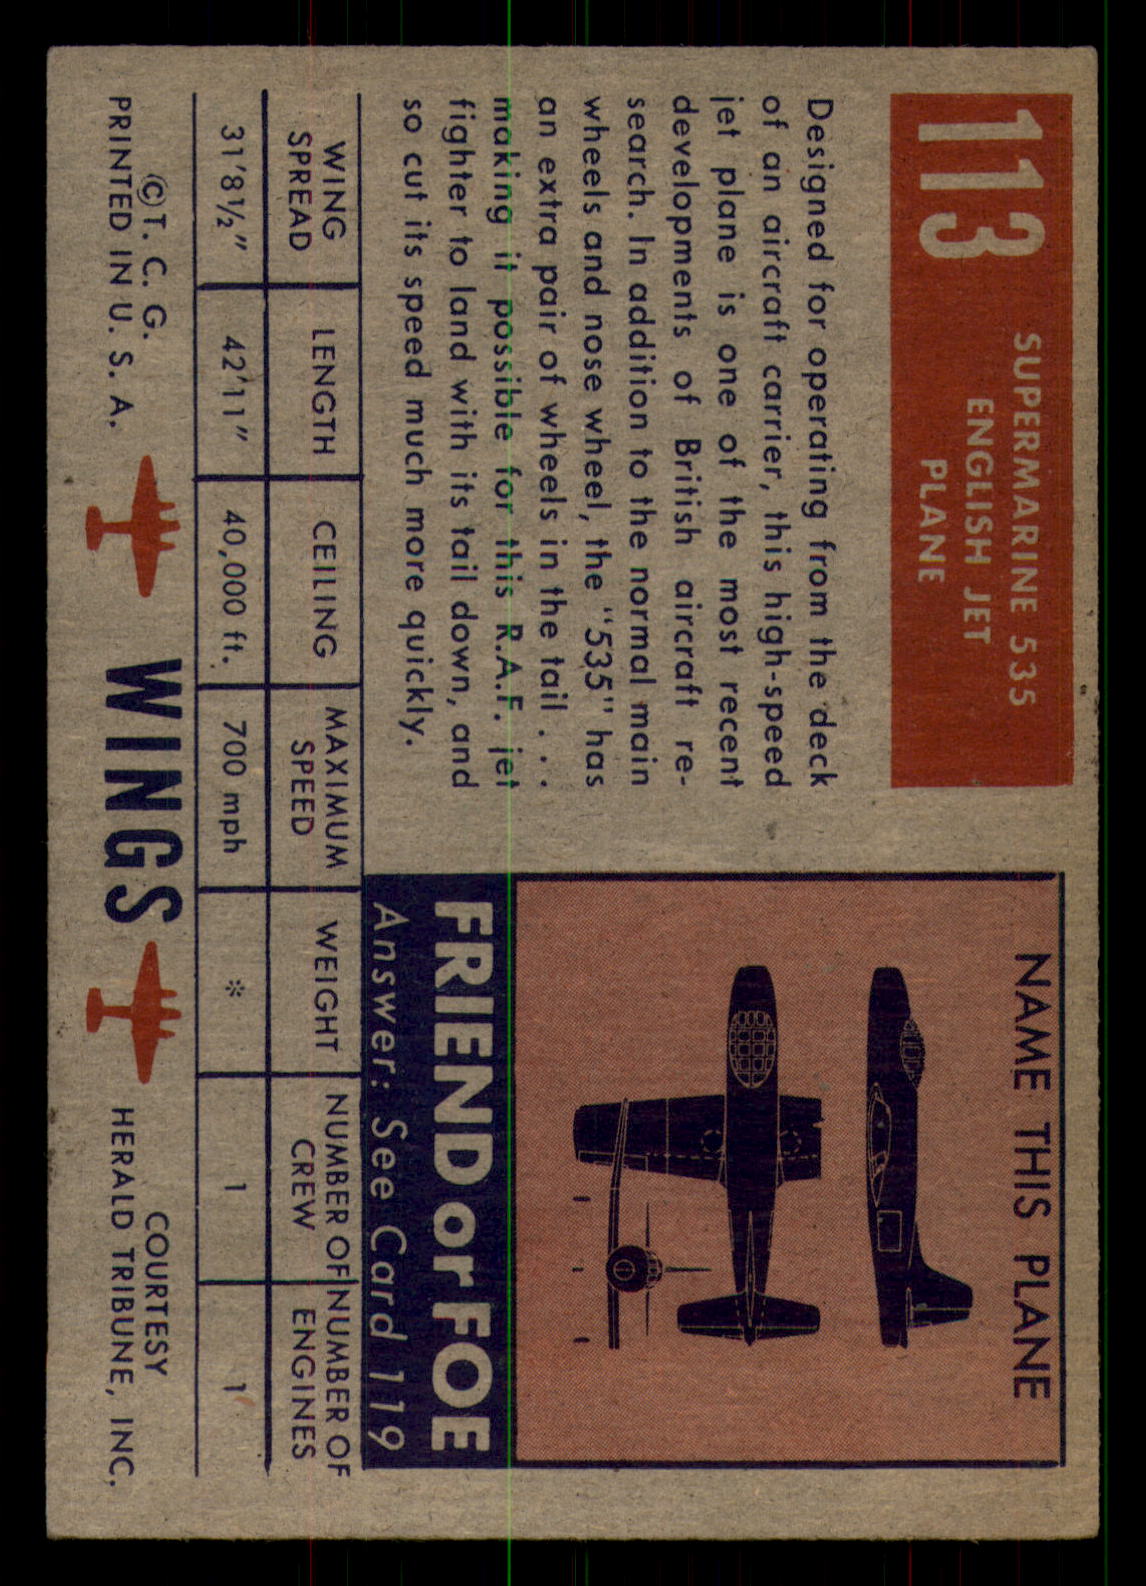 113
SUPERMARINE 535
ENGLISH JET
PLANE
Designed for operating from the deck
of an aircraft carrier, this high-speed
jet plane is one of the most recent
developments of British aircraft re-
search. In addition to the normal main
wheels and nose wheel, the "535" has
an extra pair of wheels in the tail . . .
making it possible for this R.A.F. jet
fighter to land with its tail down, and
so cut its speed much more quickly.
NAME THIS PLANE
FRIEND or FOE
Answer: See Card 119
WING SPREAD LENGTH CEILING MAXIMUM SPEED WEIGHT NUMBER OF CREW NUMBER OF ENGINES
31'8½" 42'11" 40,000 ft. 700 mph * 1 1
©T. C. G.
PRINTED IN U. S. A.
WINGS
COURTESY
HERALD TRIBUNE, INC.